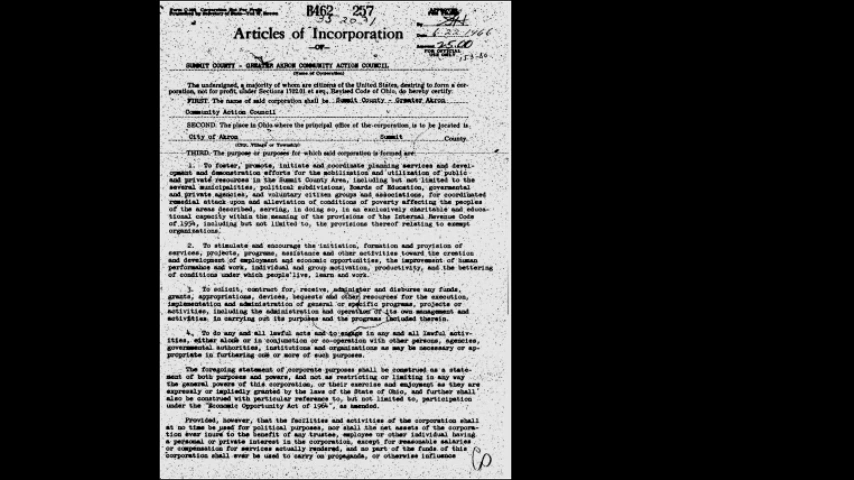 B462 257
Articles of Incorporation
—OF—
SUMMIT COUNTY - GREATER AKRON COMMUNITY ACTION COUNCIL
(Name of Corporation)
The undersigned, a majority of whom are citizens of the United States, desiring to form a cor-
poration, not for profit, under Sections 1702.01 et seq., Revised Code of Ohio, do hereby certify:
FIRST. The name of said corporation shall be Summit County - Greater Akron
Community Action Council
SECOND. The place in Ohio where the principal office of the corporation is to be located is
City of Akron Summit County.
(City, Village or Township)
THIRD. The purpose or purposes for which said corporation is formed are:
1. To foster, promote, initiate and coordinate planning services and devel-
opment and demonstration efforts for the mobilization and utilization of public
and private resources in the Summit County Area, including but not limited to the
several municipalities, political subdivisions, Boards of Education, governmental
and private agencies, and voluntary citizen groups and associations, for coordinated
remedial attack upon and alleviation of conditions of poverty affecting the peoples
of the areas described, serving, in doing so, in an exclusively charitable and educa-
tional capacity within the meaning of the provisions of the Internal Revenue Code
of 1954, including but not limited to, the provisions thereof relating to exempt
organizations.
2. To stimulate and encourage the initiation, formation and provision of
services, projects, programs, assistance and other activities toward the creation
and development of employment and economic opportunities, the improvement of human
performance and work, individual and group motivation, productivity, and the bettering
of conditions under which people live, learn and work.
3. To solicit, contract for, receive, administer and disburse any funds,
grants, appropriations, devices, bequests and other resources for the execution,
implementation and administration of general or specific programs, projects or
activities, including the administration and operation of its own management and
activities, in carrying out its purposes and the programs included therein.
4. To do any and all lawful acts and to engage in any and all lawful activ-
ities, either alone or in conjunction or co-operation with other persons, agencies,
governmental authorities, institutions and organizations as may be necessary or ap-
propriate in furthering one or more of such purposes.
The foregoing statement of corporate purposes shall be construed as a state-
ment of both purposes and powers, and not as restricting or limiting in any way
the general powers of this corporation, or their exercise and enjoyment as they are
expressly or impliedly granted by the laws of the State of Ohio, and further shall
also be construed with particular reference to, but not limited to, participation
under the "Economic Opportunity Act of 1964", as amended.
Provided, however, that the facilities and activities of the corporation shall
at no time be used for political purposes, nor shall the net assets of the corpora-
tion ever inure to the benefit of any trustee, employee or other individual having
a personal or private interest in the corporation, except for reasonable salaries
or compensation for services actually rendered, and no part of the funds of this
corporation shall ever be used to carry on propaganda, or otherwise influence